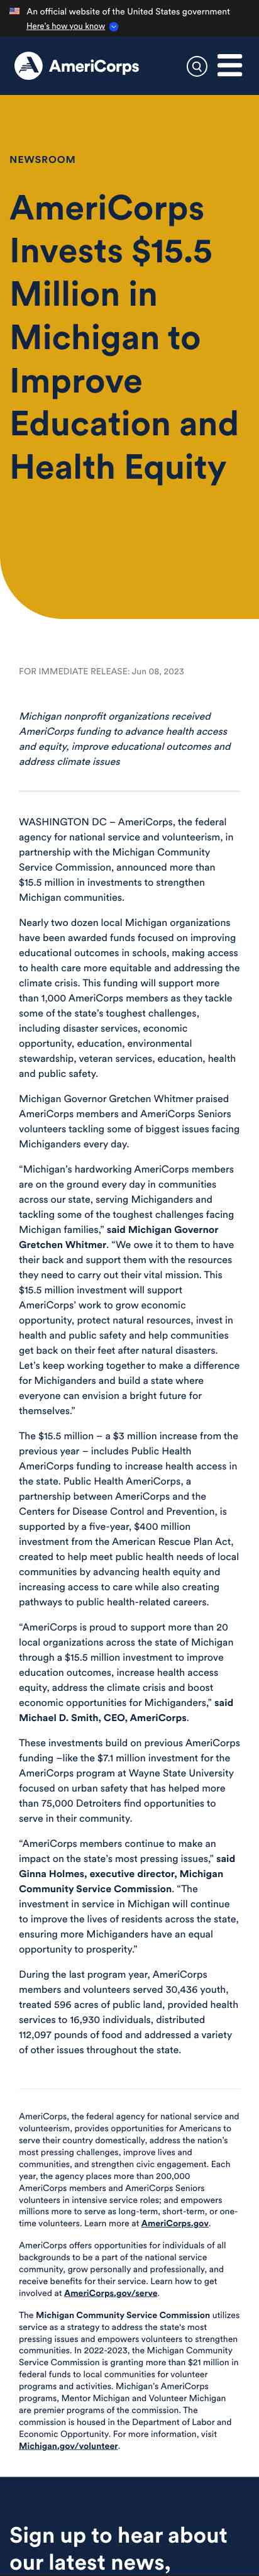 An official website of the United States government
Here's how you know
AmeriCorps
NEWSROOM
AmeriCorps
Invests $15.5
Million in
Michigan to
Improve
Education and
Health Equity
FOR IMMEDIATE RELEASE: Jun 08, 2023
Michigan nonprofit organizations received
AmeriCorps funding to advance health access
and equity, improve educational outcomes and
address climate issues
WASHINGTON DC – AmeriCorps, the federal
agency for national service and volunteerism, in
partnership with the Michigan Community
Service Commission, announced more than
$15.5 million in investments to strengthen
Michigan communities.
Nearly two dozen local Michgan organizations
have been awarded funds focused on improving
educational outcomes in schools, making access
to health care more equitable and addressing the
climate crisis. This funding will support more
than 1,000 AmeriCorps members as they tackle
some of the state's toughest challenges,
including disaster services, economic
opportunity, education, environmental
stewardship, veteran services, education, health
and public safety.
Michigan Governor Gretchen Whitmer praised
AmeriCorps members and AmeriCorps Seniors
volunteers tackling some of biggest issues facing
Michiganders every day.
“Michigan's hardworking AmeriCorps members
are on the ground every day in communities
across our state, serving Michiganders and
tackling some of the toughest challenges facing
Michigan families,” said Michigan Governor
Gretchen Whitmer. “We owe it to them to have
their back and support them with the resources
they need to carry out their vital mission. This
$15.5 million investment will support
AmeriCorps' work to grow economic
opportunity, protect natural resources, invest in
health and public safety and help communities
get back on their feet after natural disasters.
Let's keep working together to make a difference
for Michiganders and build a state where
everyone can envision a bright future for
themselves.”
The $15.5 million – a $3 million increase from the
previous year – includes Public Health
AmeriCorps funding to increase health access in
the state. Public Health AmeriCorps, a
partnership between AmeriCorps and the
Centers for Disease Control and Prevention, is
supported by a five-year, $400 million
investment from the American Rescue Plan Act,
created to help meet public health needs of local
communities by advancing health equity and
increasing access to care while also creating
pathways to public health-related careers.
“AmeriCorps is proud to support more than 20
local organizations across the state of Michigan
through a $15.5 million investment to improve
education outcomes, increase health access
equity, address the climate crisis and boost
economic opportunities for Michiganders,” said
Michael D. Smith, CEO, AmeriCorps.
These investments build on previous AmeriCorps
funding –like the $7.1 million investment for the
AmeriCorps program at Wayne State University
focused on urban safety that has helped more
than 75,000 Detroiters find opportunities to
serve in their community.
“AmeriCorps members continue to make an
impact on the state's most pressing issues,” said
Ginna Holmes, executive director, Michigan
Community Service Commission. “The
investment in service in Michigan will continue
to improve the lives of residents across the state,
ensuring more Michiganders have an equal
opportunity to prosperity.”
During the last program year, AmeriCorps
members and volunteers served 30,436 youth,
treated 596 acres of public land, provided health
services to 16,930 individuals, distributed
112,097 pounds of food and addressed a variety
of other issues throughout the state.
AmeriCorps, the federal agency for national service and
volunteerism, provides opportunities for Americans to
serve their country domestically, address the nation's
most pressing challenges, improve lives and
communities, and strengthen civic engagement. Each
year, the agency places more than 200,000
AmeriCorps members and AmeriCorps Seniors
volunteers in intensive service roles; and empowers
millions more to serve as long-term, short-term, or one-
time volunteers. Learn more at AmeriCorps.gov.
AmeriCorps offers opportunities for individuals of all
backgrounds to be a part of the national service
community, grow personally and professionally, and
receive benefits for their service. Learn how to get
involved at AmeriCorps.gov/serve.
The Michigan Community Service Commission utilizes
service as a strategy to address the state's most
pressing issues and empowers volunteers to strengthen
communities. In 2022-2023, the Michigan Community
Service Commission is granting more than $21 million in
federal funds to local communities for volunteer
programs and activities. Michigan's AmeriCorps
programs, Mentor Michigan and Volunteer Michigan
are premier programs of the commission. The
commission is housed in the Department of Labor and
Economic Opportunity. For more information, visit
Michigan.gov/volunteer.
Sign up to hear about
our latest news,